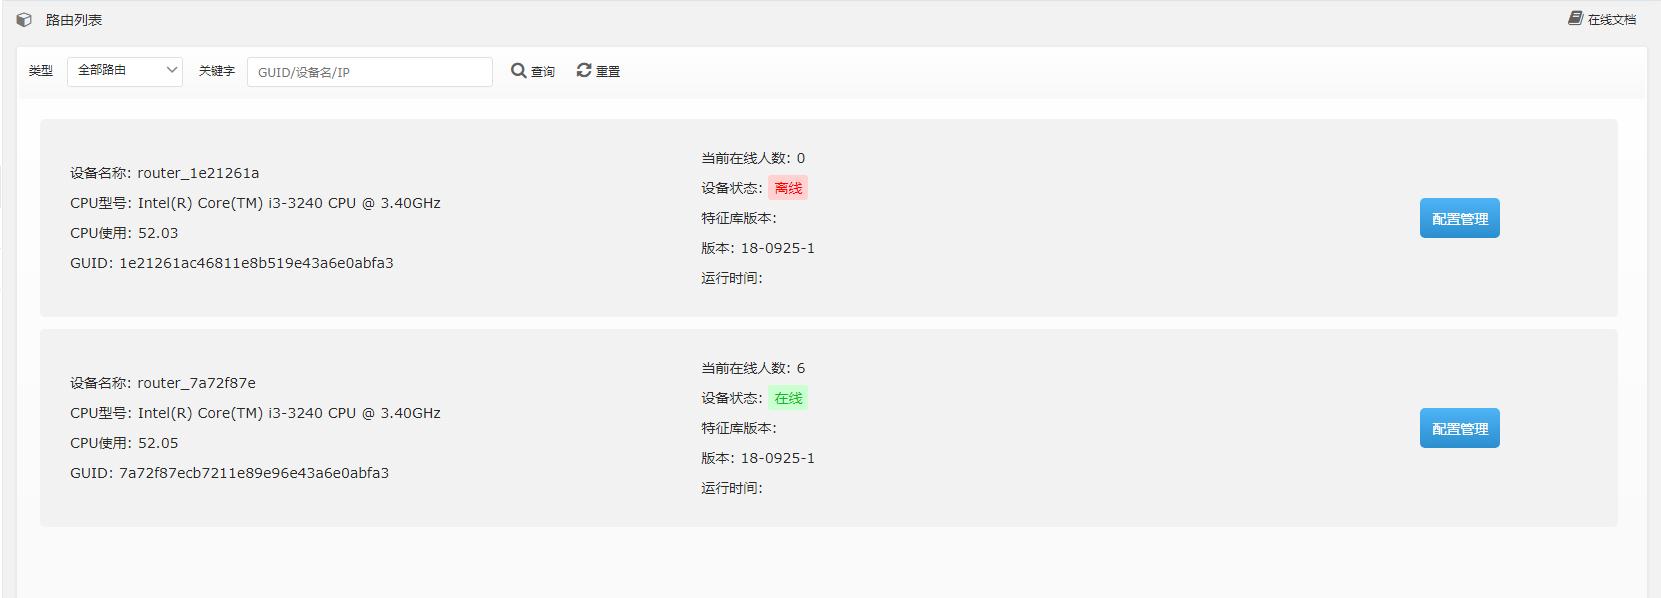 路由列表
在线文档
类型 全部路由 关键字 GUID/设备名/IP 查询 重置
设备名称: router_1e21261a
CPU型号: Intel(R) Core(TM) i3-3240 CPU @ 3.40GHz
CPU使用: 52.03
GUID: 1e21261ac46811e8b519e43a6e0abfa3
当前在线人数: 0
设备状态: 离线
特征库版本:
版本: 18-0925-1
运行时间:
配置管理
设备名称: router_7a72f87e
CPU型号: Intel(R) Core(TM) i3-3240 CPU @ 3.40GHz
CPU使用: 52.05
GUID: 7a72f87ecb7211e89e96e43a6e0abfa3
当前在线人数: 6
设备状态: 在线
特征库版本:
版本: 18-0925-1
运行时间:
配置管理